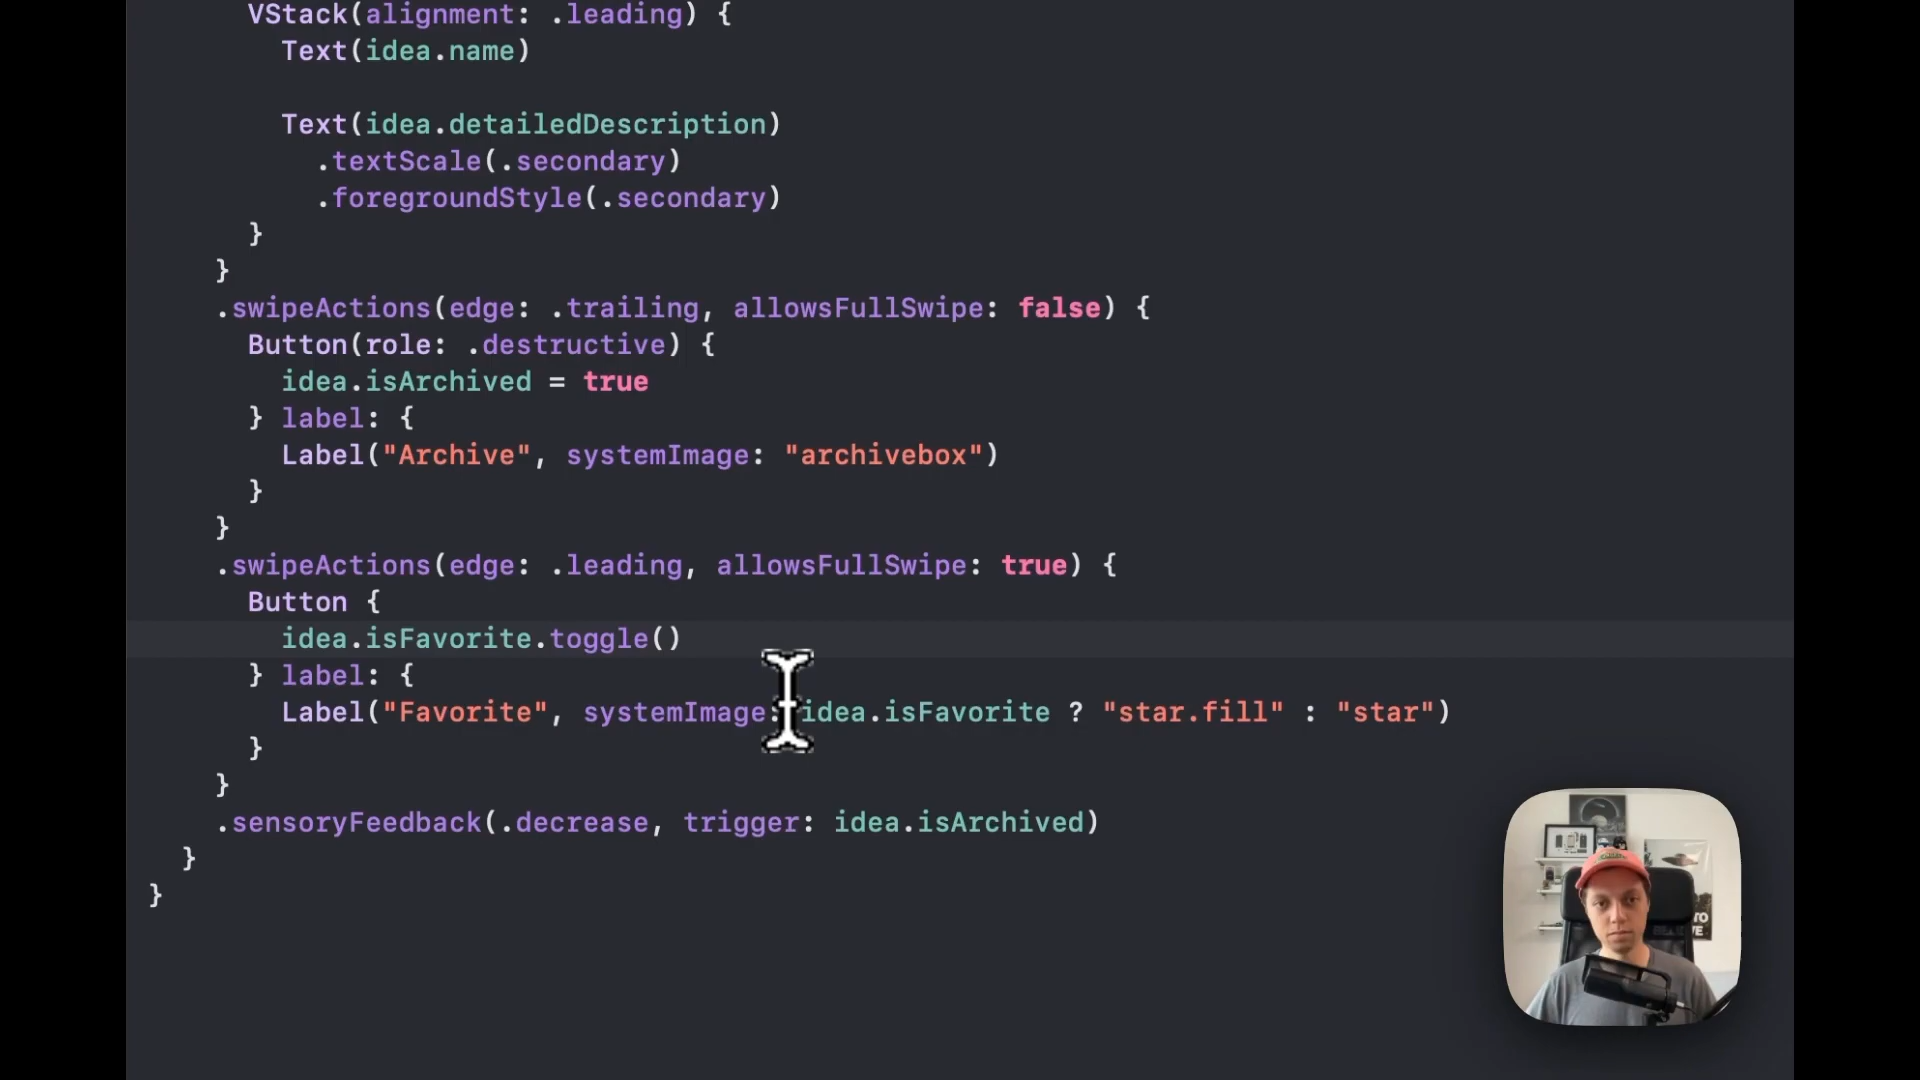 VStack(alignment: .leading) {
Text(idea.name)
Text(idea.detailedDescription)
.textScale(.secondary)
.foregroundStyle(.secondary)
}
}
.swipeActions(edge: .trailing, allowsFullSwipe: false) {
Button(role: .destructive) {
idea.isArchived = true
} label: {
Label("Archive", systemImage: "archivebox")
}
}
.swipeActions(edge: .leading, allowsFullSwipe: true) {
Button {
idea.isFavorite.toggle()
} label: {
Label("Favorite", systemImage: idea.isFavorite ? "star.fill" : "star")
}
}
.sensoryFeedback(.decrease, trigger: idea.isArchived)
}
}